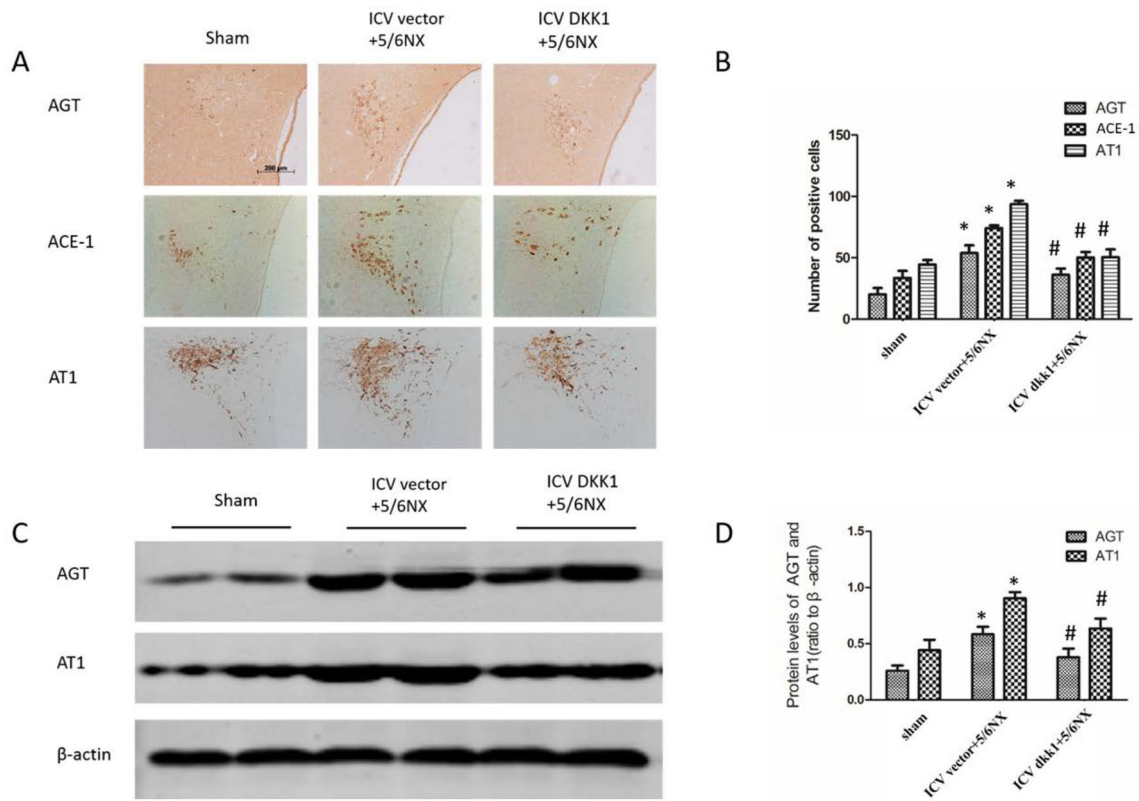 A
Sham
ICV vector
+5/6NX
ICV DKK1
+5/6NX
AGT
200 μm
ACE-1
AT1
B
AGT
ACE-1
AT1
Number of positive cells
150
100
50
0
*
*
*
#
#
#
sham
ICV vector+5/6NX
ICV dkk1+5/6NX
C
Sham
ICV vector
+5/6NX
ICV DKK1
+5/6NX
AGT
AT1
β-actin
D
AGT
AT1
Protein levels of AGT and
AT1(ratio to β -actin)
1.5
1.0
0.5
0.0
*
*
#
#
sham
ICV vector+5/6NX
ICV dkk1+5/6NX